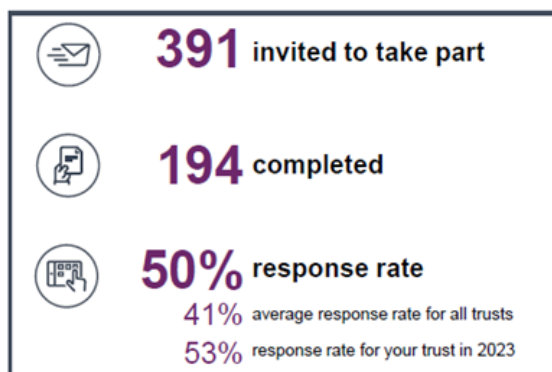 391 invited to take part
194 completed
50% response rate
41% average response rate for all trusts
53% response rate for your trust in 2023